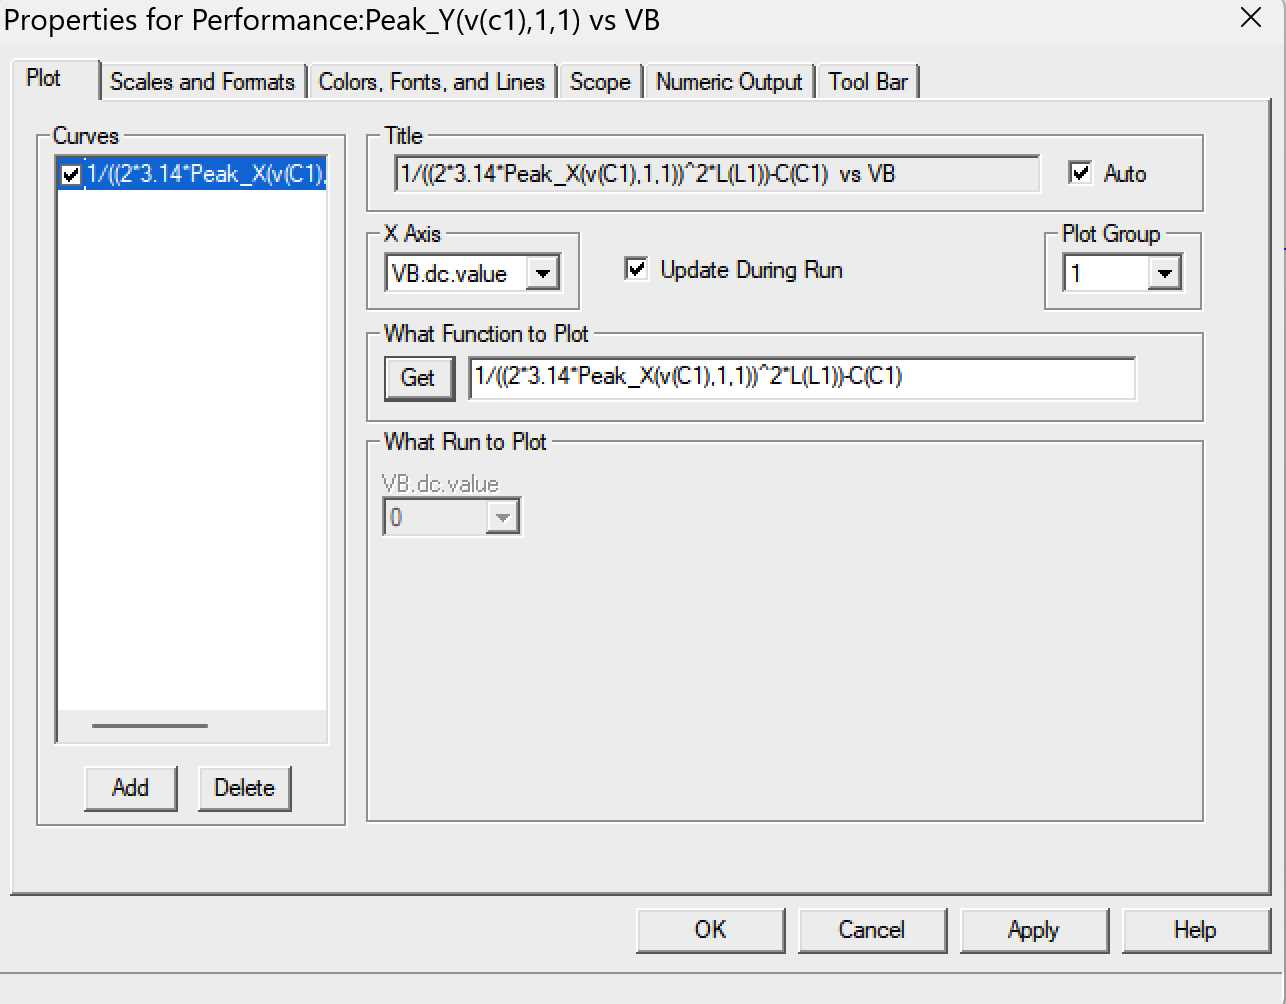 Properties for Performance:Peak_Y(v(c1),1,1) vs VB
Plot
Scales and Formats
Colors, Fonts, and Lines
Scope
Numeric Output
Tool Bar
Curves
1/((2*3.14*Peak_X(v(C1),
Title
1/((2*3.14*Peak_X(v(C1),1,1))^2*L(L1))-C(C1)  vs VB
Auto
X Axis
VB.dc.value
Update During Run
Plot Group
1
What Function to Plot
Get
1/((2*3.14*Peak_X(v(C1),1,1))^2*L(L1))-C(C1)
What Run to Plot
VB.dc.value
0
Add
Delete
OK
Cancel
Apply
Help